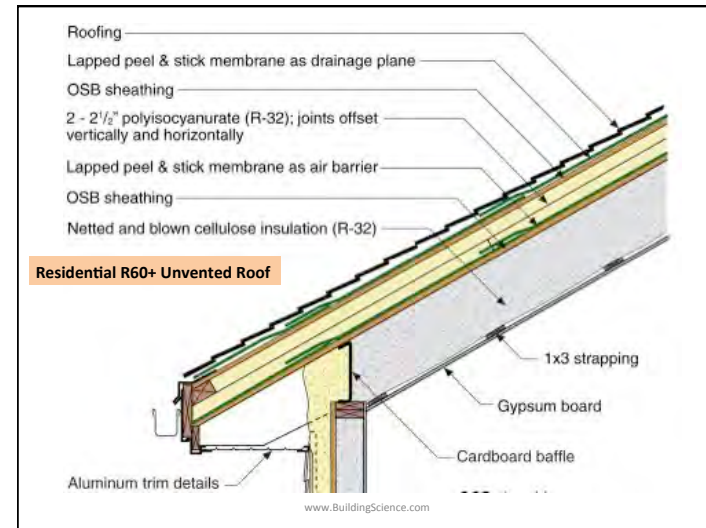 Roofing
Lapped peel & stick membrane as drainage plane
OSB sheathing
2 - 2 1/2" polyisocyanurate (R-32); joints offset
vertically and horizontally
Lapped peel & stick membrane as air barrier
OSB sheathing
Netted and blown cellulose insulation (R-32)
Residential R60+ Unvented Roof
1x3 strapping
Gypsum board
Cardboard baffle
Aluminum trim details
www.BuildingScience.com